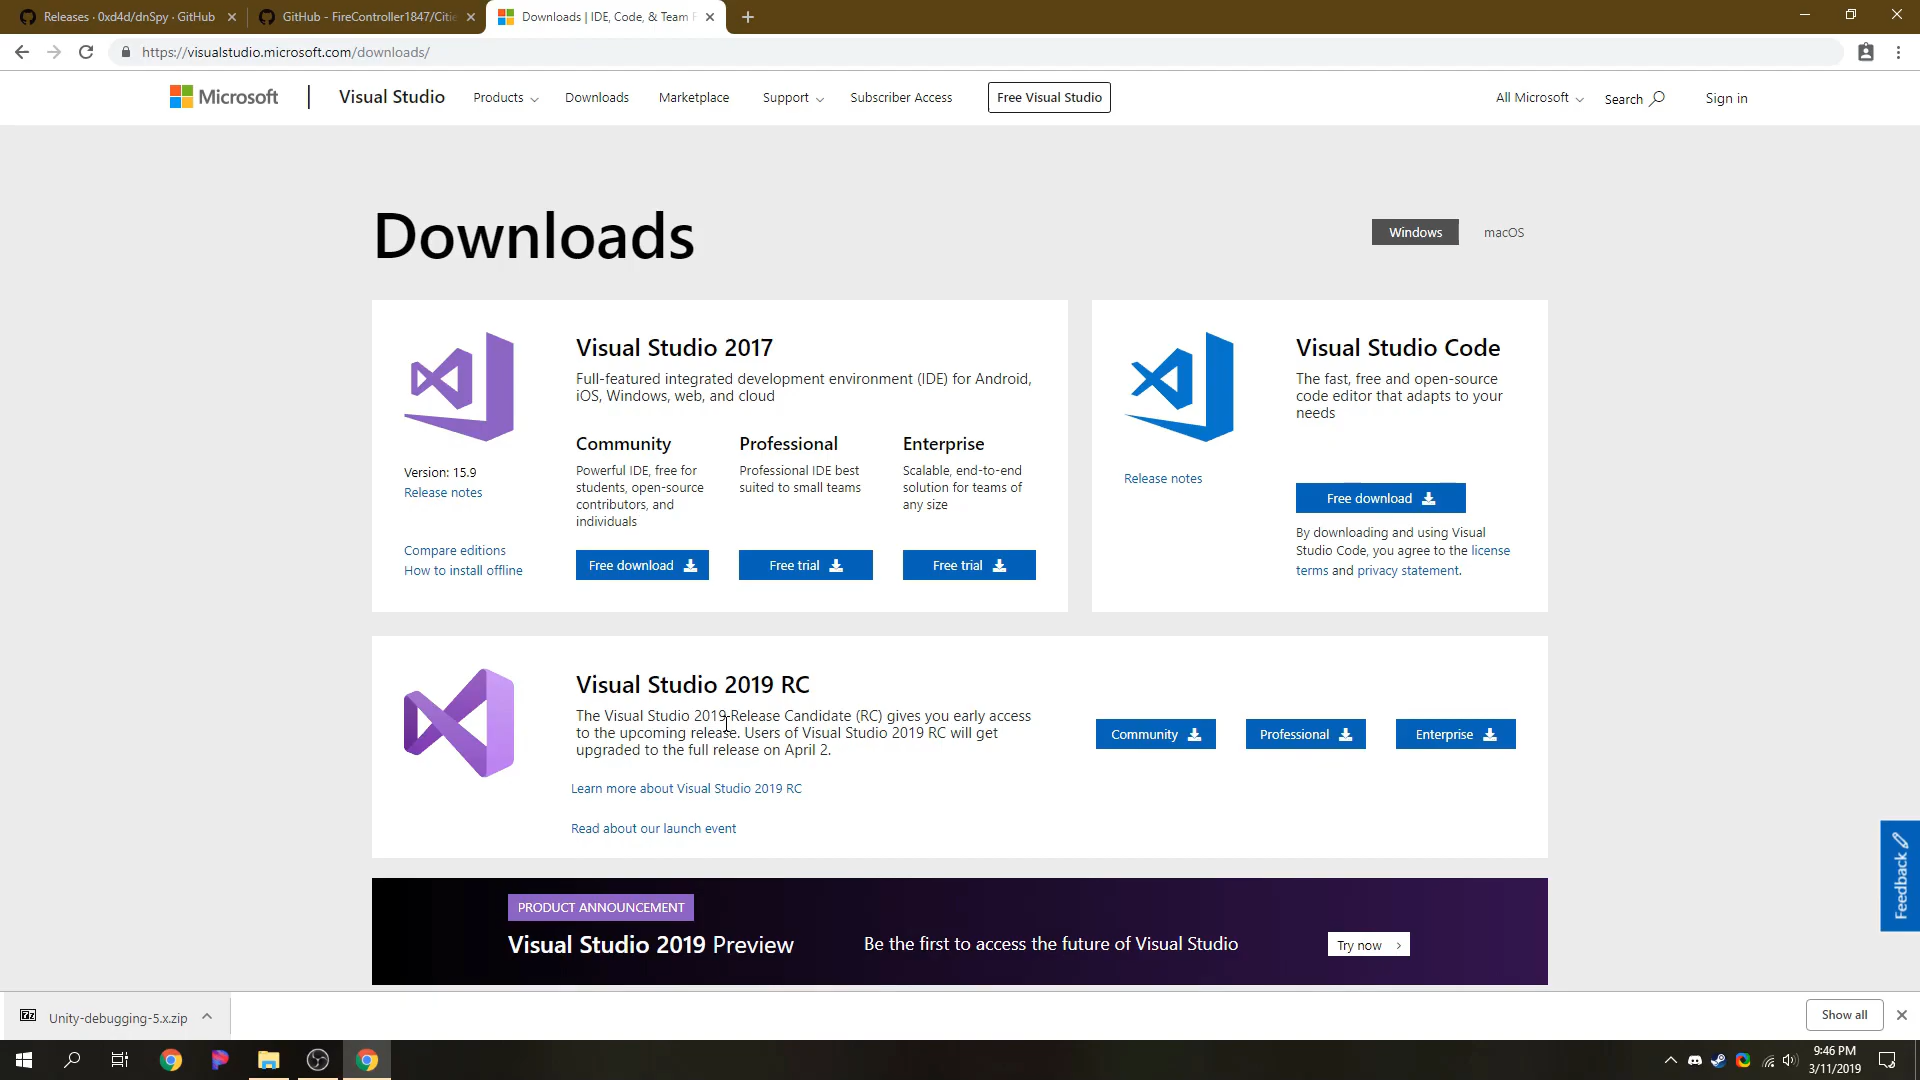 Releases · 0xd4d/dnSpy · GitHub
GitHub - FireController1847/Citie
Downloads | IDE, Code, & Team F
https://visualstudio.microsoft.com/downloads/
Microsoft
Visual Studio
Products
Downloads
Marketplace
Support
Subscriber Access
Free Visual Studio
All Microsoft
Search
Sign in
Downloads
Windows
macOS
Visual Studio 2017
Full-featured integrated development environment (IDE) for Android,
iOS, Windows, web, and cloud
Version: 15.9
Release notes
Compare editions
How to install offline
Community
Powerful IDE, free for
students, open-source
contributors, and
individuals
Free download
Professional
Professional IDE best
suited to small teams
Free trial
Enterprise
Scalable, end-to-end
solution for teams of
any size
Free trial
Visual Studio Code
The fast, free and open-source
code editor that adapts to your
needs
Release notes
Free download
By downloading and using Visual
Studio Code, you agree to the license
terms and privacy statement.
Visual Studio 2019 RC
The Visual Studio 2019 Release Candidate (RC) gives you early access
to the upcoming release. Users of Visual Studio 2019 RC will get
upgraded to the full release on April 2.
Learn more about Visual Studio 2019 RC
Read about our launch event
Community
Professional
Enterprise
Feedback
PRODUCT ANNOUNCEMENT
Visual Studio 2019 Preview
Be the first to access the future of Visual Studio
Try now
7z
Unity-debugging-5.x.zip
Show all
9:46 PM
3/11/2019